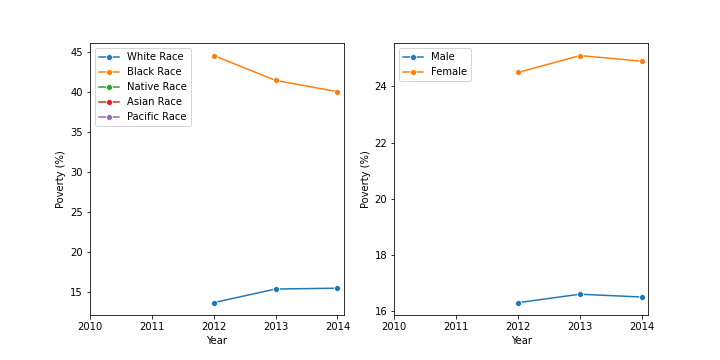 White Race
Black Race
Native Race
Asian Race
Pacific Race
45
40
35
30
25
20
15
Poverty (%)
2010 2011 2012 2013 2014
Year
Male
Female
24
22
20
18
16
Poverty (%)
2010 2011 2012 2013 2014
Year